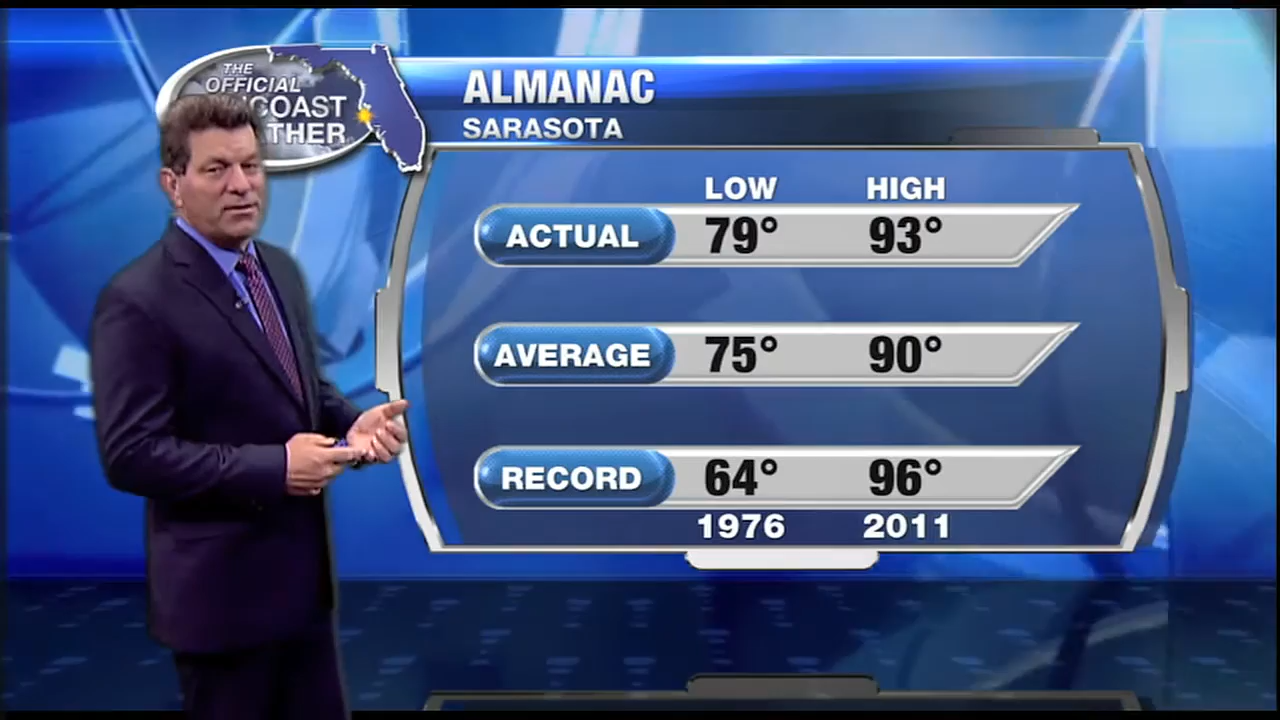 THE
OFFICIAL
COAST
THER
ALMANAC
SARASOTA
LOW HIGH
ACTUAL 79° 93°
AVERAGE 75° 90°
RECORD 64° 96°
1976 2011